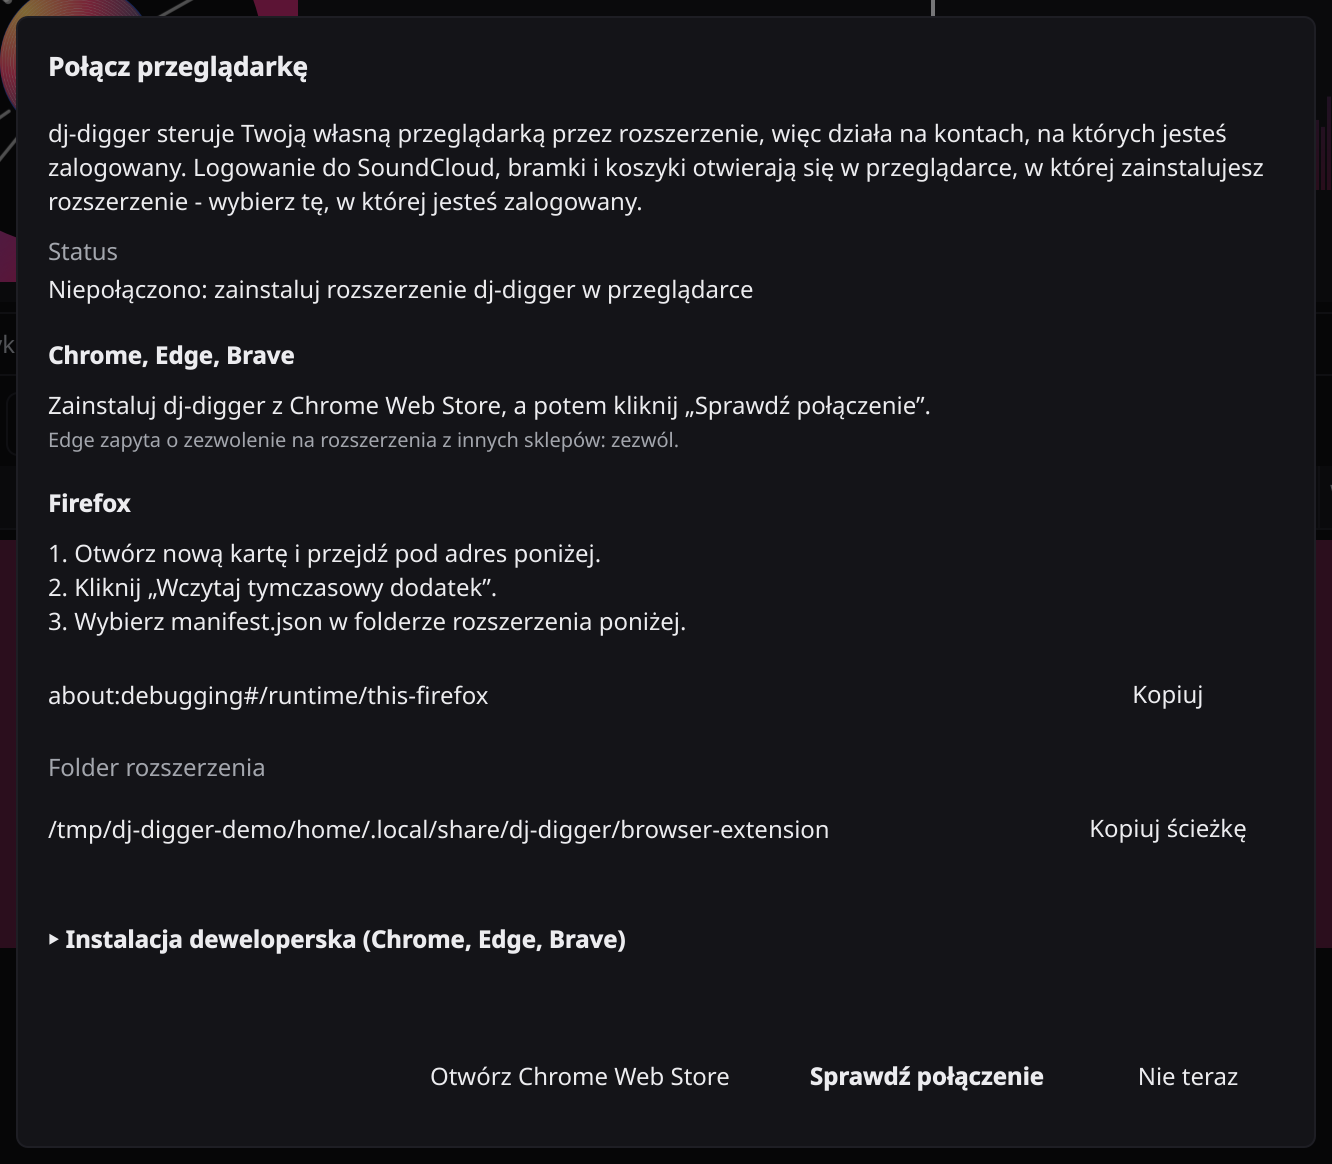 Połącz przeglądarkę
dj-digger steruje Twoją własną przeglądarką przez rozszerzenie, więc działa na kontach, na których jesteś
zalogowany. Logowanie do SoundCloud, bramki i koszyki otwierają się w przeglądarce, w której zainstalujesz
rozszerzenie - wybierz tę, w której jesteś zalogowany.
Status
Niepołączono: zainstaluj rozszerzenie dj-digger w przeglądarce
Chrome, Edge, Brave
Zainstaluj dj-digger z Chrome Web Store, a potem kliknij „Sprawdź połączenie”.
Edge zapyta o zezwolenie na rozszerzenia z innych sklepów: zezwól.
Firefox
1. Otwórz nową kartę i przejdź pod adres poniżej.
2. Kliknij „Wczytaj tymczasowy dodatek”.
3. Wybierz manifest.json w folderze rozszerzenia poniżej.
about:debugging#/runtime/this-firefox
Kopiuj
Folder rozszerzenia
/tmp/dj-digger-demo/home/.local/share/dj-digger/browser-extension
Kopiuj ścieżkę
▸ Instalacja deweloperska (Chrome, Edge, Brave)
Otwórz Chrome Web Store
Sprawdź połączenie
Nie teraz